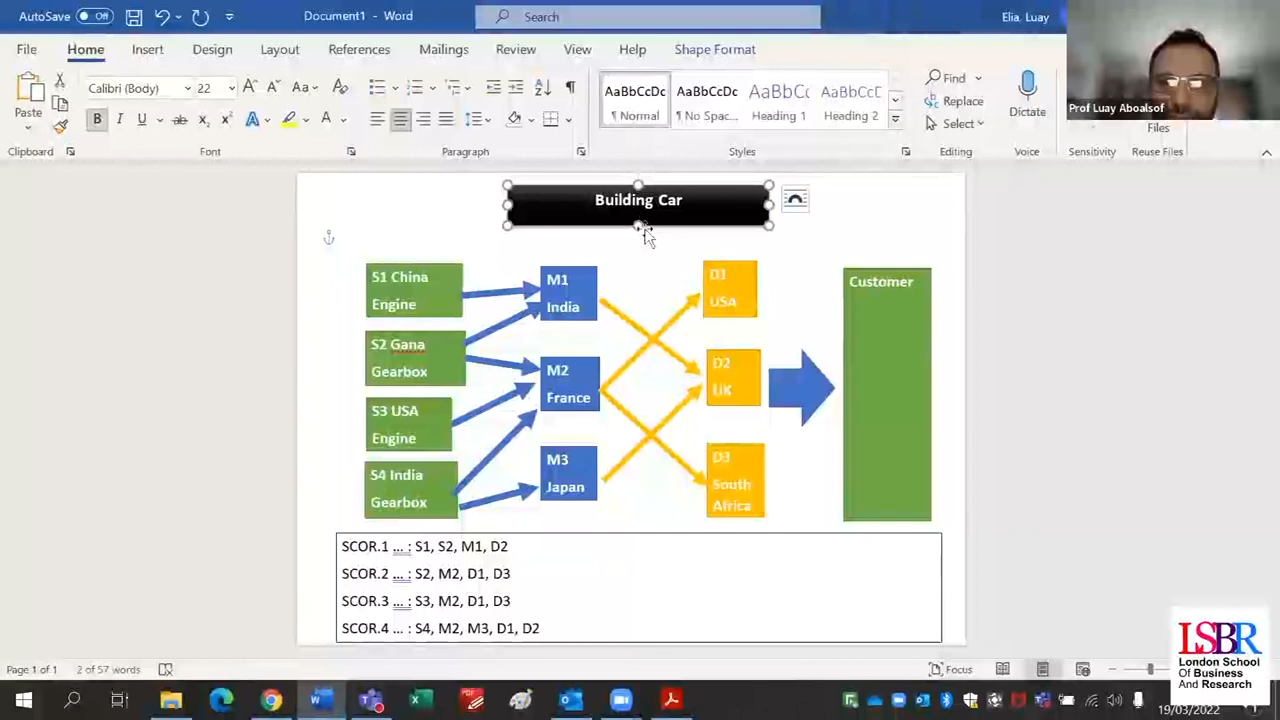 AutoSave Off Document1 - Word Search Elia, Luay
File Home Insert Design Layout References Mailings Review View Help Shape Format
Prof Luay Aboalsof
Paste
Calibri (Body) 22
Aa
B I U ab x₂ x² A A
AaBbCcDc AaBbCcDc AaBbCc AaBbCcD
¶ Normal ¶ No Spac... Heading 1 Heading 2
Find
Replace
Select
Dictate
Files
Clipboard Font Paragraph Styles Editing Voice Sensitivity Reuse Files
Building Car
S1 China
Engine
S2 Gana
Gearbox
S3 USA
Engine
S4 India
Gearbox
M1
India
M2
France
M3
Japan
D1
USA
D2
UK
D3
South
Africa
Customer
SCOR.1 ... : S1, S2, M1, D2
SCOR.2 ... : S2, M2, D1, D3
SCOR.3 ... : S3, M2, D1, D3
SCOR.4 ... : S4, M2, M3, D1, D2
LSBR
London School
Of Business
And Research
Page 1 of 1 2 of 57 words Focus
19/03/2022